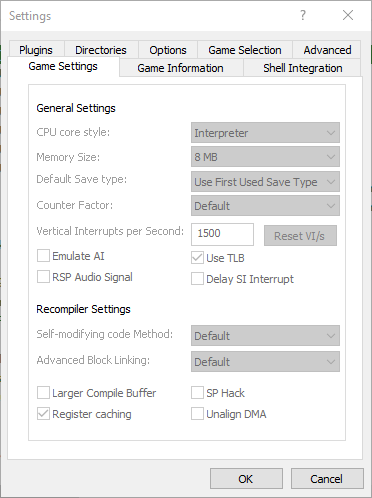 Settings
Plugins Directories Options Game Selection Advanced
Game Settings Game Information Shell Integration
General Settings
CPU core style: Interpreter
Memory Size: 8 MB
Default Save type: Use First Used Save Type
Counter Factor: Default
Vertical Interrupts per Second: 1500 Reset VI/s
Emulate AI Use TLB
RSP Audio Signal Delay SI Interrupt
Recompiler Settings
Self-modifying code Method: Default
Advanced Block Linking: Default
Larger Compile Buffer SP Hack
Register caching Unalign DMA
OK Cancel